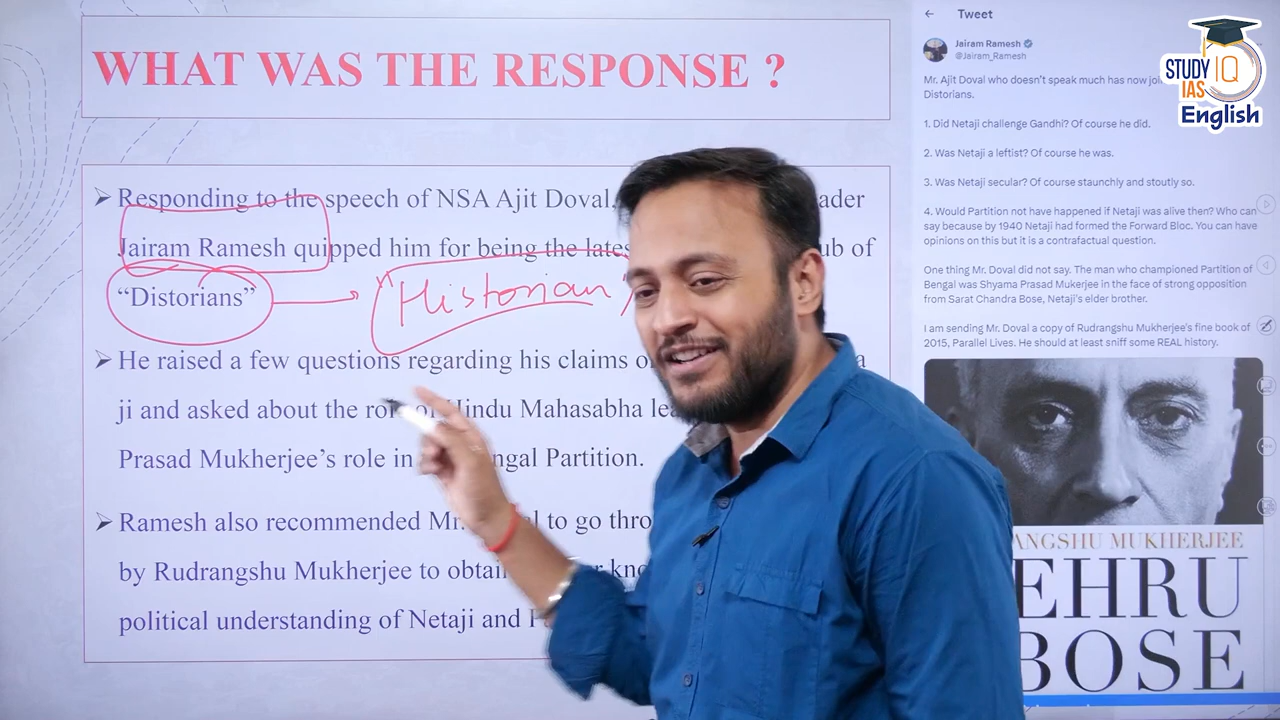 WHAT WAS THE RESPONSE ?
➤ Responding to the speech of NSA Ajit Doval,
Jairam Ramesh quipped him for being the
of
“Distorians”
“Historian
➤ He raised a few questions regarding his claims
ji and asked about the Hindu Mahasabha
Prasad Mukherjee’s role in Partition.
➤ Ramesh also recommended to go
by Rudrangshu Mukherjee to
political understanding of Netaji and
← Tweet
Jairam Ramesh
@Jairam_Ramesh
Mr. Ajit Doval who doesn’t speak much has now
Distorians.
1. Did Netaji challenge Gandhi? Of course he did.
2. Was Netaji a leftist? Of course he was.
3. Was Netaji secular? Of course staunchly and stoutly so.
4. Would Partition not have happened if Netaji was alive then? Who can
say because by 1940 Netaji had formed the Forward Bloc. You can have
opinions on this but it is a contrafactual question.
One thing Mr. Doval did not say. The man who championed Partition of
Bengal was Shyama Prasad Mukerjee in the face of strong opposition
from Sarat Chandra Bose, Netaji’s elder brother.
I am sending Mr. Doval a copy of Rudrangshu Mukherjee’s fine book of
2015, Parallel Lives. He should at least sniff some REAL history.
MUKHERJEE
BOSE
STUDY IQ
IAS
English